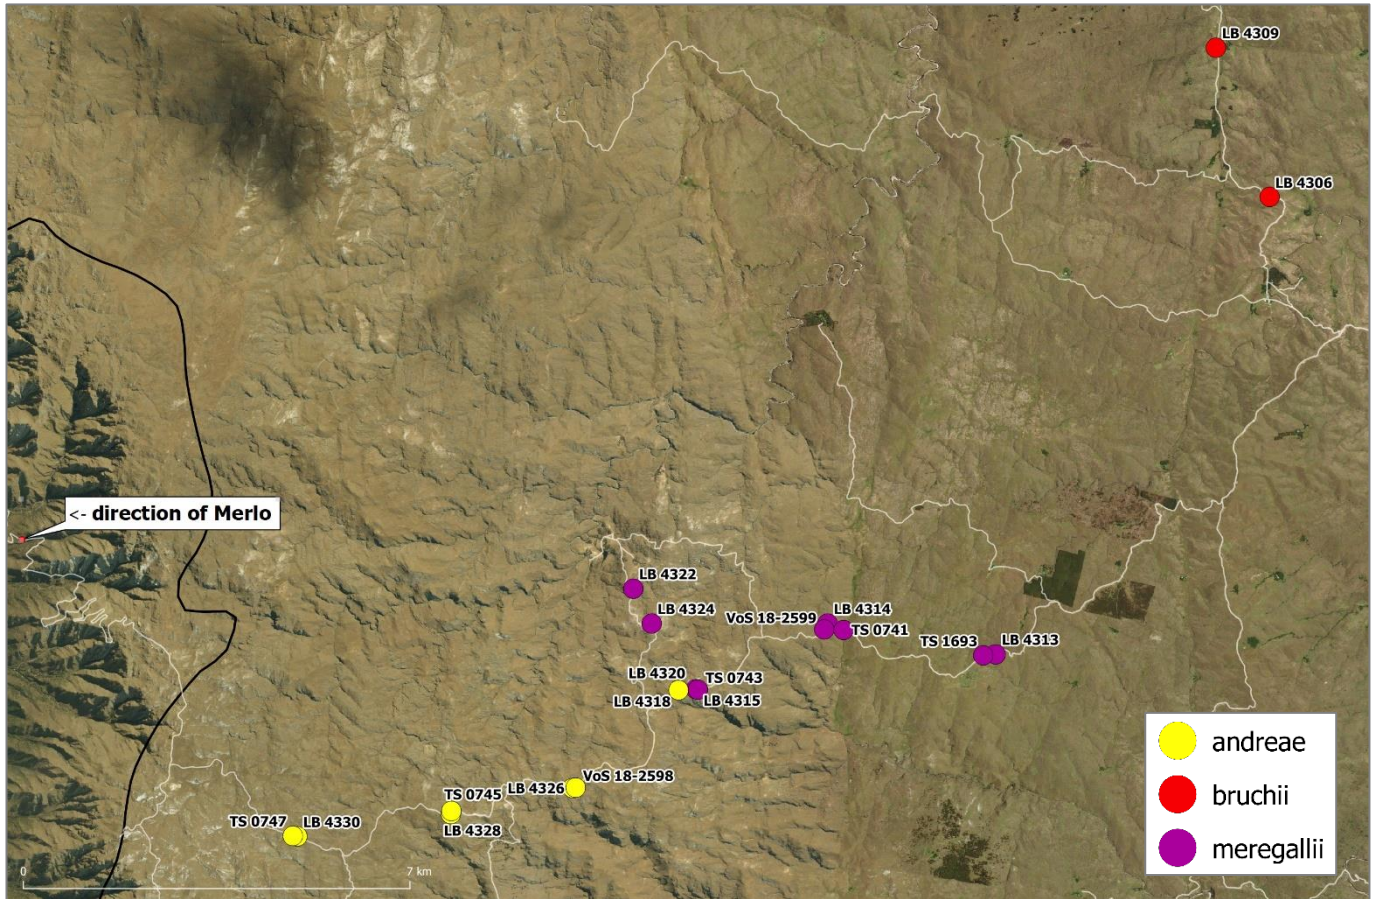 LB 4309
LB 4306
<- direction of Merlo
LB 4322
LB 4324
VoS 18-2599
LB 4314
TS 0741
TS 1693
LB 4313
LB 4320
TS 0743
LB 4318
LB 4315
VoS 18-2598
LB 4326
TS 0745
LB 4328
TS 0747
LB 4330
0
7 km
andreae
bruchii
meregallii